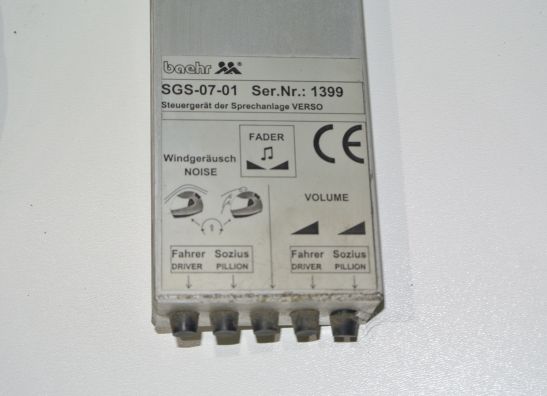 baehr
SGS-07-01 Ser.Nr.: 1399
Steuergerät der Sprechanlage VERSO
FADER
CE
Windgeräusch
NOISE
VOLUME
Fahrer Sozius Fahrer Sozius
DRIVER PILLION DRIVER PILLION